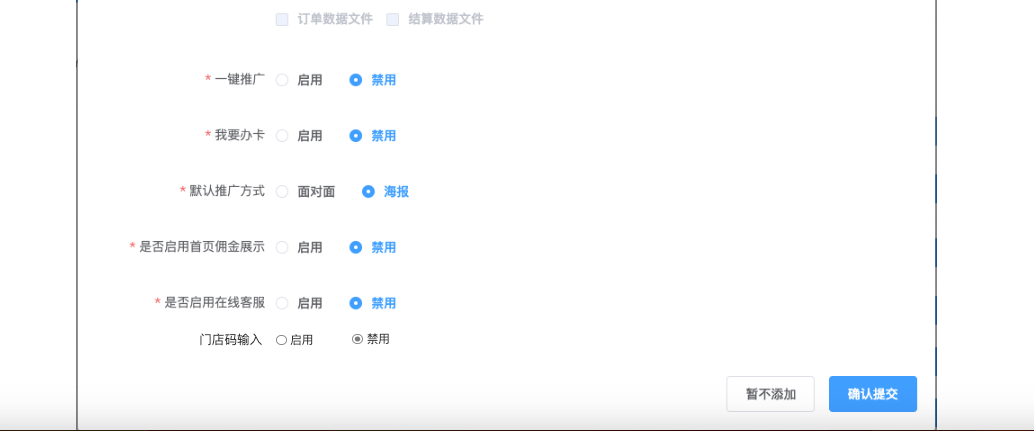 订单数据文件 结算数据文件
* 一键推广 启用 禁用
* 我要办卡 启用 禁用
* 默认推广方式 面对面 海报
* 是否启用首页佣金展示 启用 禁用
* 是否启用在线客服 启用 禁用
门店码输入 启用 禁用
暂不添加 确认提交